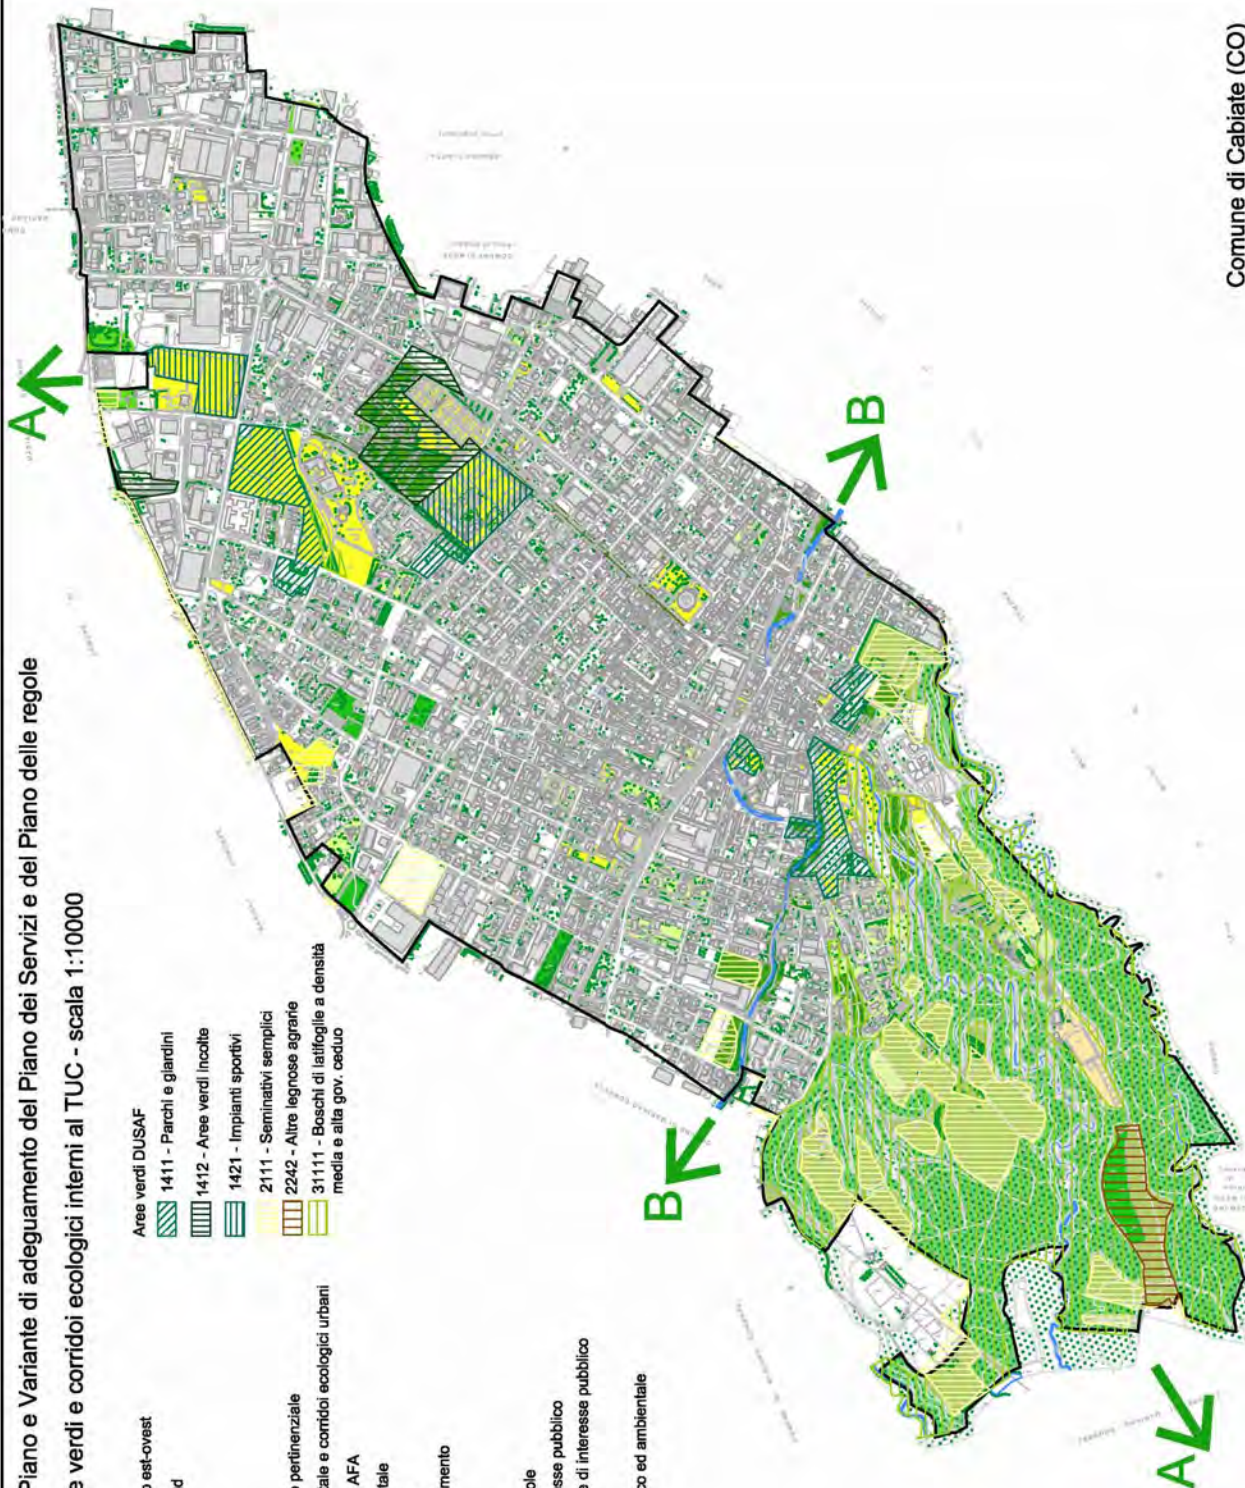 Piano e Variante di adeguamento del Piano dei Servizi e del Piano delle regole
e verdi e corridoi ecologici interni al TUC - scala 1:10000
o est-ovest
d
o pertinenziale
tale e corridoi ecologici urbani
AFA
tale
mento
ole
esse pubblico
e di interesse pubblico
co ed ambientale
Aree verdi DUSAF
1411 - Parchi e giardini
1412 - Aree verdi incolte
1421 - Impianti sportivi
2111 - Seminativi semplici
2242 - Altre legnose agrarie
31111 - Boschi di latifoglie a densità
media e alta gov. ceduo
A
B
B
A
Comune di Cabiate (CO)